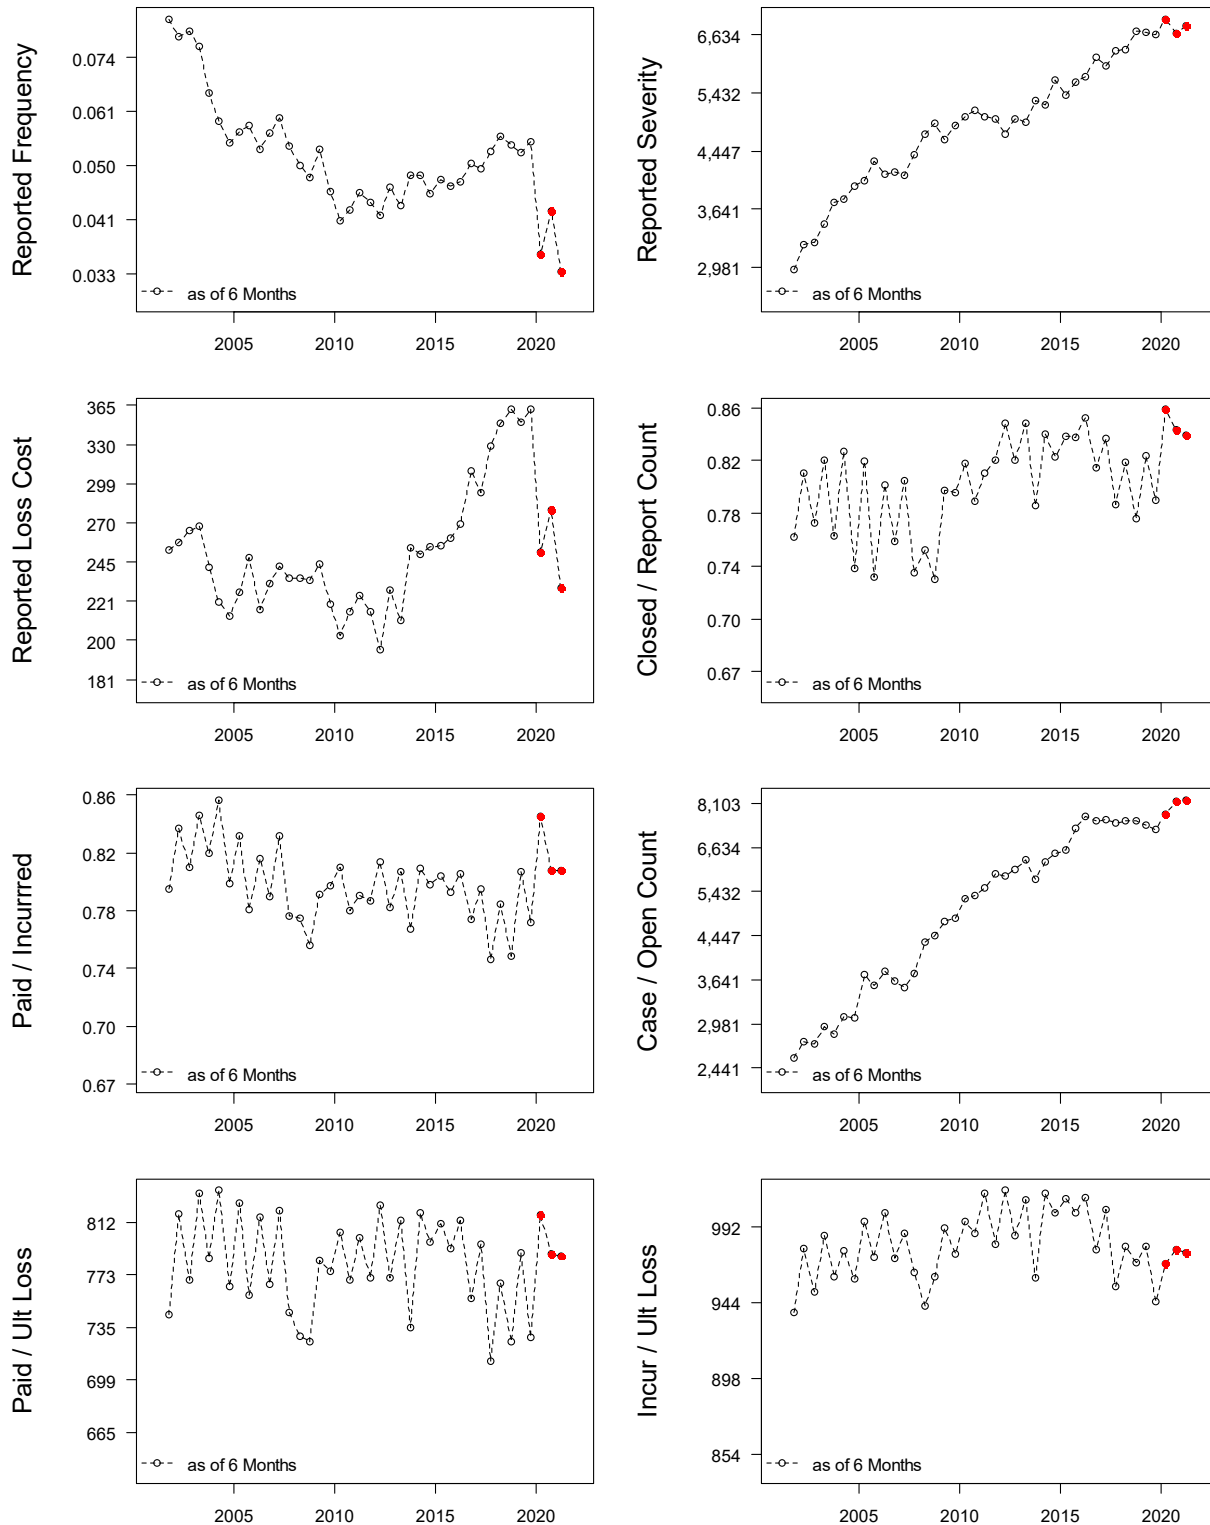 Reported Frequency
0.074
0.061
0.050
0.041
0.033
as of 6 Months
2005 2010 2015 2020
Reported Severity
6,634
5,432
4,447
3,641
2,981
as of 6 Months
2005 2010 2015 2020
Reported Loss Cost
365
330
299
270
245
221
200
181
as of 6 Months
2005 2010 2015 2020
Closed / Report Count
0.86
0.82
0.78
0.74
0.70
0.67
as of 6 Months
2005 2010 2015 2020
Paid / Incurred
0.86
0.82
0.78
0.74
0.70
0.67
as of 6 Months
2005 2010 2015 2020
Case / Open Count
8,103
6,634
5,432
4,447
3,641
2,981
2,441
as of 6 Months
2005 2010 2015 2020
Paid / Ult Loss
812
773
735
699
665
as of 6 Months
2005 2010 2015 2020
Incur / Ult Loss
992
944
898
854
as of 6 Months
2005 2010 2015 2020